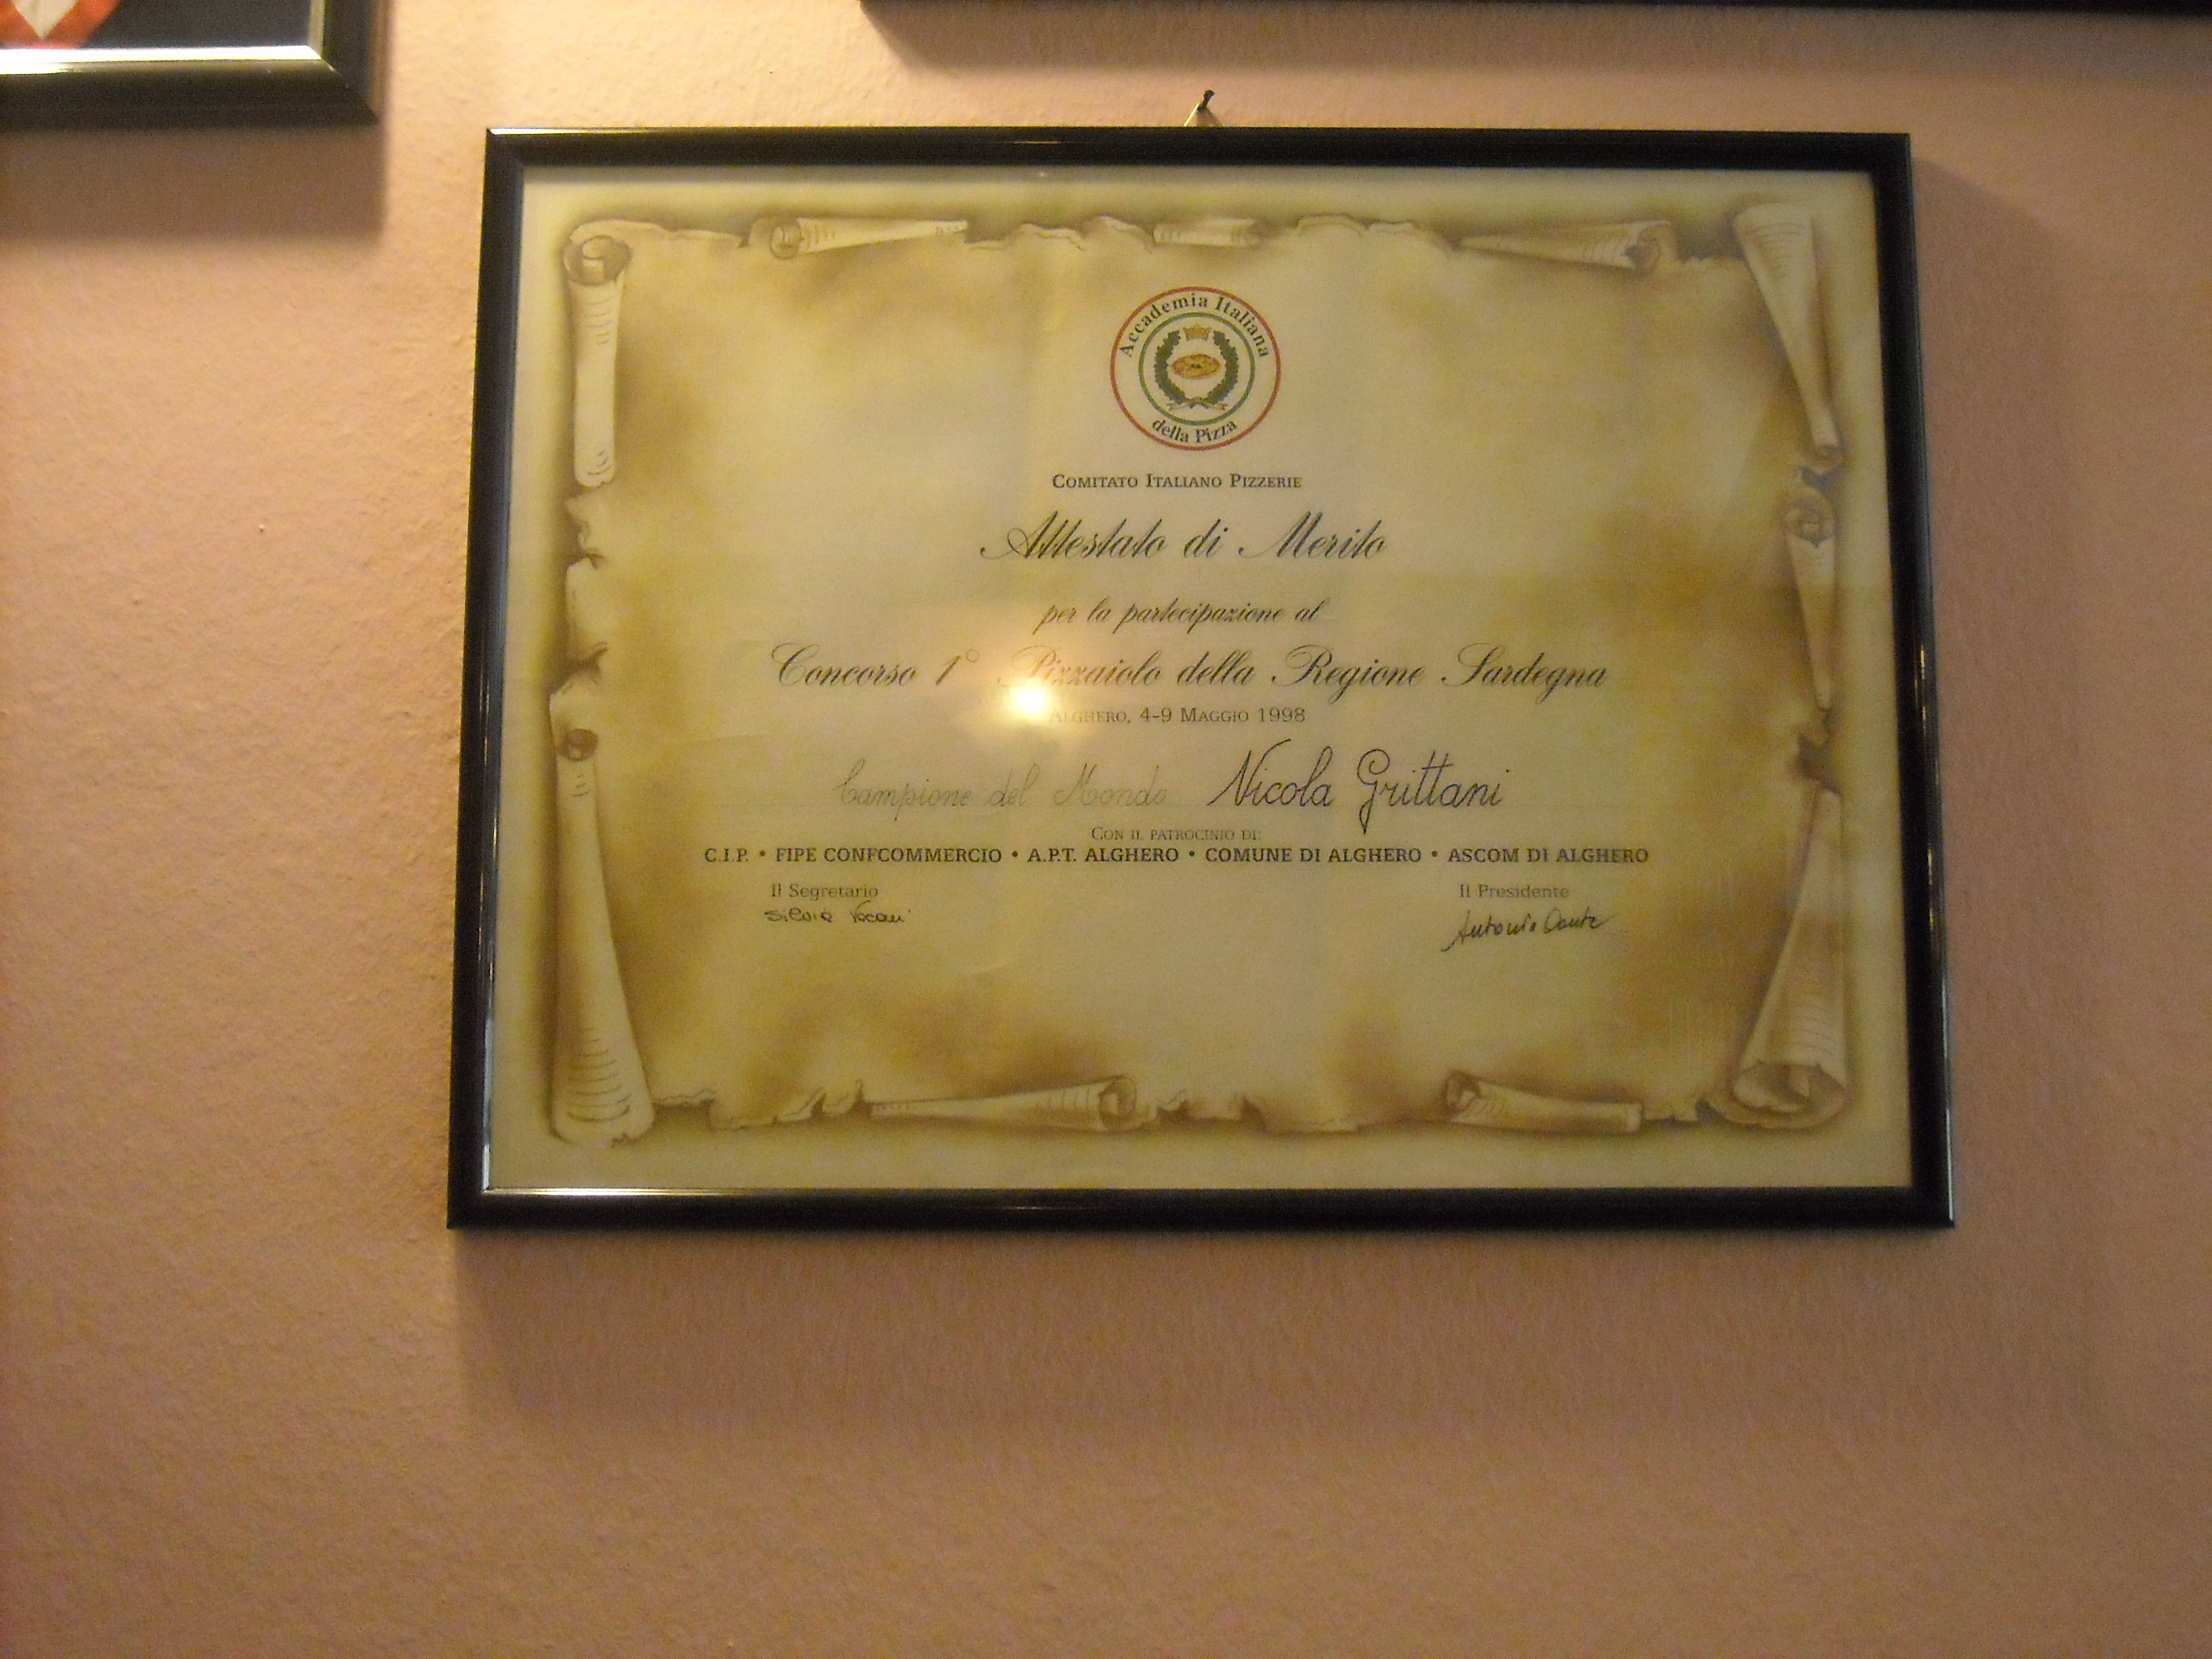 Accademia Italiana
della Pizza
COMITATO ITALIANO PIZZERIE
Attestato di Merito
per la partecipazione al
Concorso 1° Pizzaiolo della Regione Sardegna
ALGHERO, 4-9 MAGGIO 1998
Campione del Mondo Nicola Grittani
CON IL PATROCINIO DI:
C.I.P. • FIPE CONFCOMMERCIO • A.P.T. ALGHERO • COMUNE DI ALGHERO • ASCOM DI ALGHERO
Il Segretario
Il Presidente